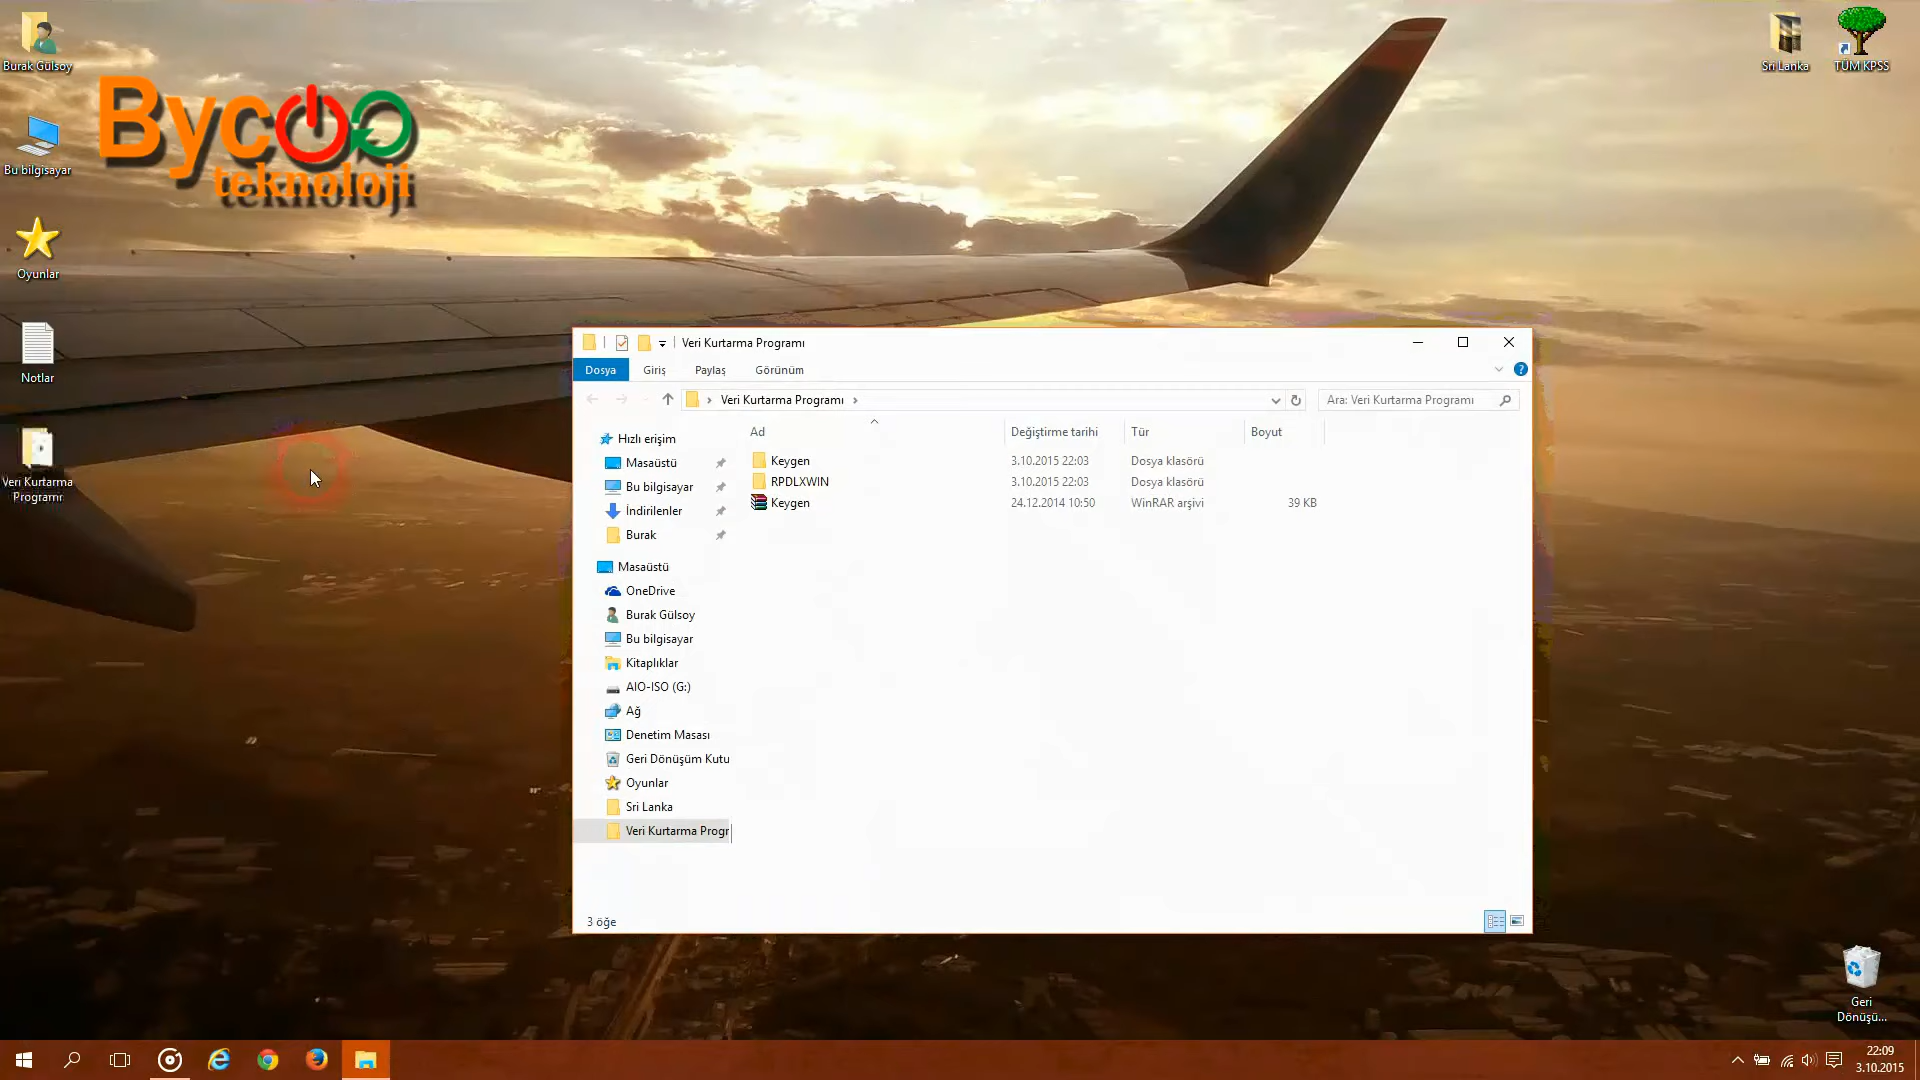 Burak Gülsoy
Bycoo
teknoloji
Sri Lanka
TÜM KPSS
Bu bilgisayar
Oyunlar
Notlar
Veri Kurtarma
Programı
Veri Kurtarma Programı
Dosya
Giriş
Paylaş
Görünüm
?
Veri Kurtarma Programı
Ara: Veri Kurtarma Programı
Ad
Değiştirme tarihi
Tür
Boyut
Keygen 3.10.2015 22:03 Dosya klasörü
RPDLXWIN 3.10.2015 22:03 Dosya klasörü
Keygen 24.12.2014 10:50 WinRAR arşivi 39 KB
Hızlı erişim
Masaüstü
Bu bilgisayar
İndirilenler
Burak
Masaüstü
OneDrive
Burak Gülsoy
Bu bilgisayar
Kitaplıklar
AIO-ISO (G:)
Ağ
Denetim Masası
Geri Dönüşüm Kutu
Oyunlar
Sri Lanka
Veri Kurtarma Progr
3 öğe
Geri
Dönüşü...
22:09
3.10.2015